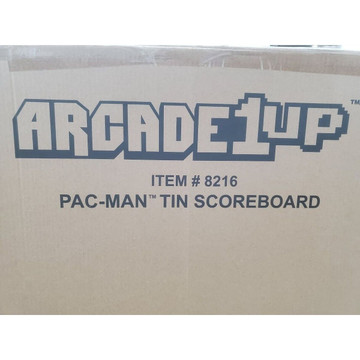 ARCADE1UP™
ITEM # 8216
PAC-MAN™ TIN SCOREBOARD